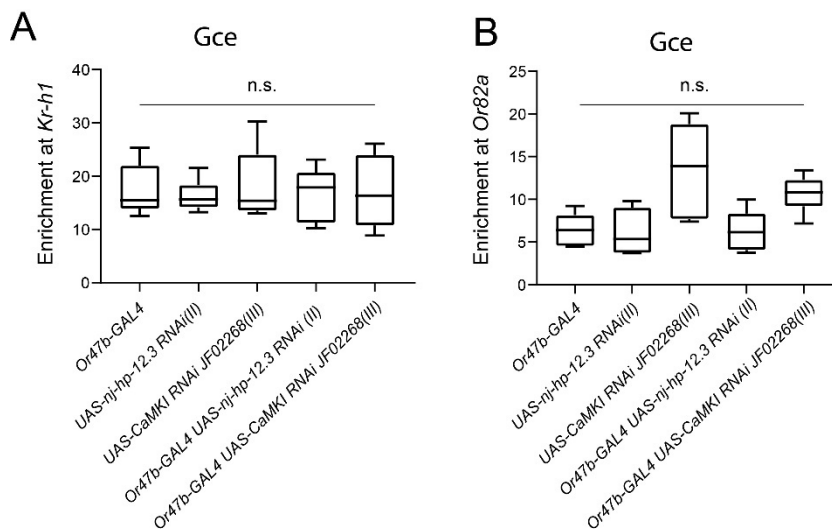 A
Gce
Enrichment at Kr-h1
40
30
20
10
0
n.s.
Or47b-GAL4
UAS-nj-hp-12.3 RNAi(II)
UAS-CaMKI RNAi JF02268(III)
Or47b-GAL4 UAS-nj-hp-12.3 RNAi (II)
Or47b-GAL4 UAS-CaMKI RNAi JF02268(III)
B
Gce
Enrichment at Or82a
25
20
15
10
5
0
n.s.
Or47b-GAL4
UAS-nj-hp-12.3 RNAi(II)
UAS-CaMKI RNAi JF02268(III)
Or47b-GAL4 UAS-nj-hp-12.3 RNAi (II)
Or47b-GAL4 UAS-CaMKI RNAi JF02268(III)